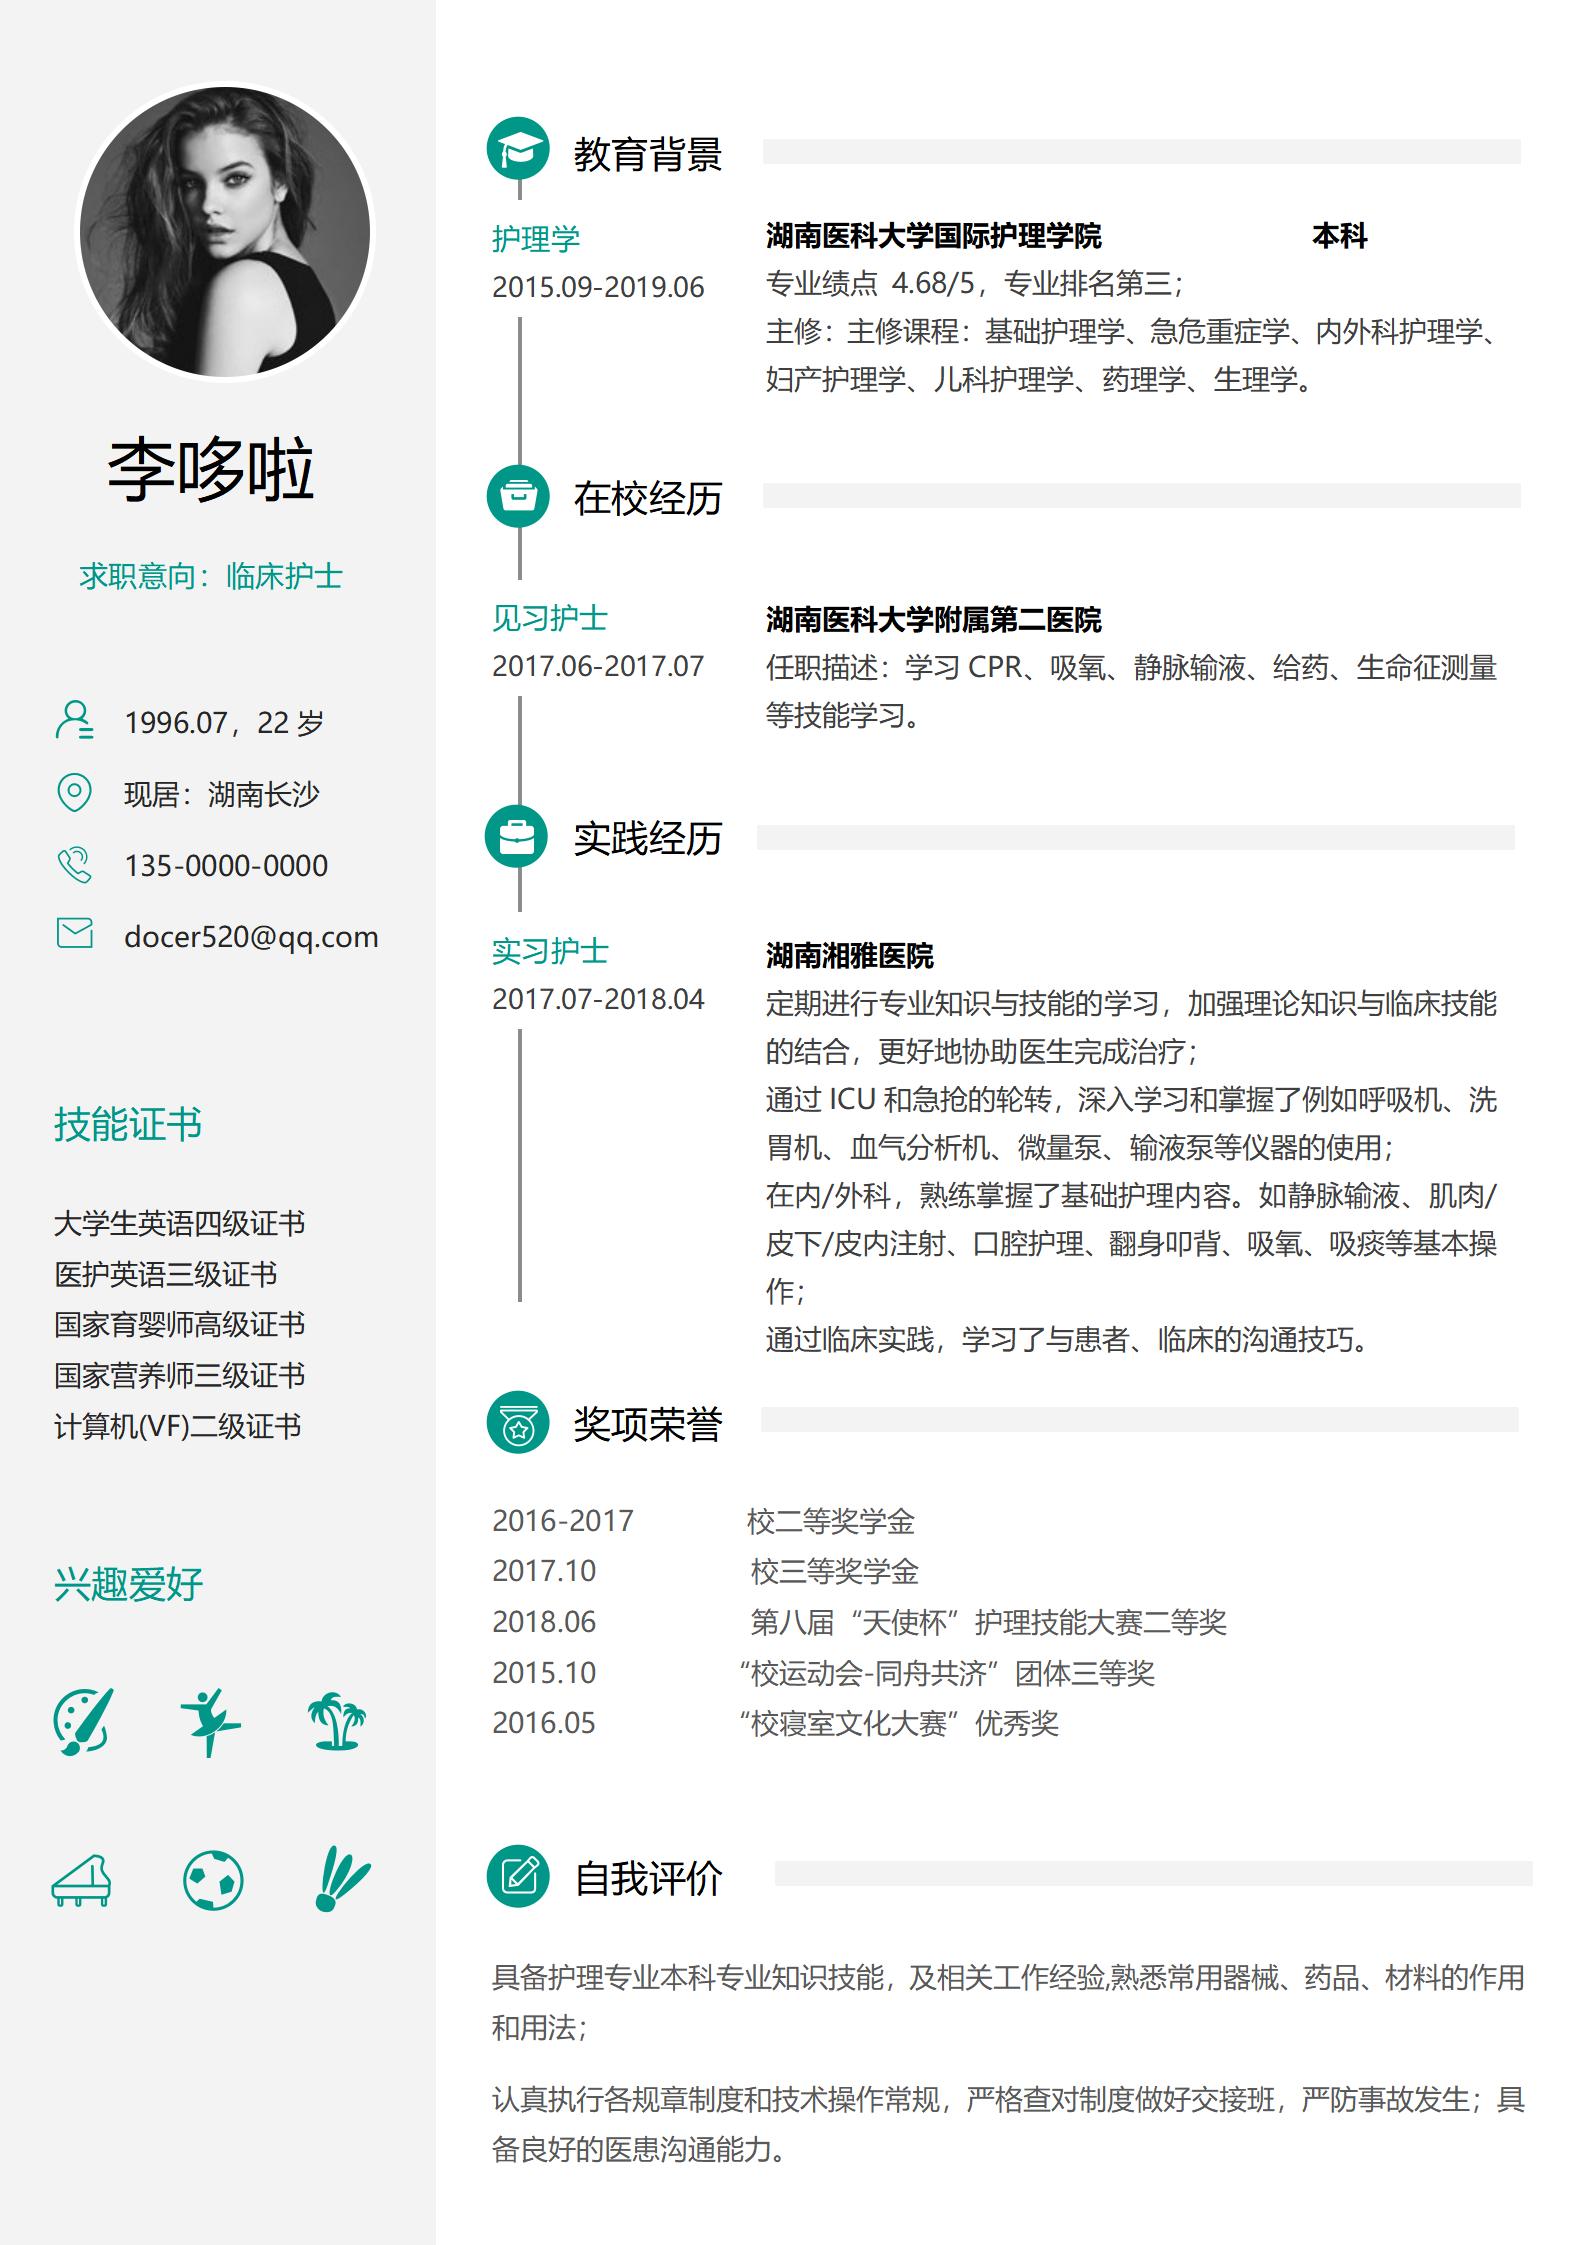 李哆啦
求职意向：临床护士
1996.07，22 岁
现居：湖南长沙
135-0000-0000
docer520@qq.com
技能证书
大学生英语四级证书
医护英语三级证书
国家育婴师高级证书
国家营养师三级证书
计算机(VF)二级证书
兴趣爱好
教育背景
护理学
2015.09-2019.06
湖南医科大学国际护理学院 本科
专业绩点 4.68/5，专业排名第三；
主修：主修课程：基础护理学、急危重症学、内外科护理学、
妇产护理学、儿科护理学、药理学、生理学。
在校经历
见习护士
2017.06-2017.07
湖南医科大学附属第二医院
任职描述：学习 CPR、吸氧、静脉输液、给药、生命征测量
等技能学习。
实践经历
实习护士
2017.07-2018.04
湖南湘雅医院
定期进行专业知识与技能的学习，加强理论知识与临床技能
的结合，更好地协助医生完成治疗；
通过 ICU 和急抢的轮转，深入学习和掌握了例如呼吸机、洗
胃机、血气分析机、微量泵、输液泵等仪器的使用；
在内/外科，熟练掌握了基础护理内容。如静脉输液、肌肉/
皮下/皮内注射、口腔护理、翻身叩背、吸氧、吸痰等基本操
作；
通过临床实践，学习了与患者、临床的沟通技巧。
奖项荣誉
2016-2017 校二等奖学金
2017.10 校三等奖学金
2018.06 第八届“天使杯”护理技能大赛二等奖
2015.10 “校运动会-同舟共济”团体三等奖
2016.05 “校寝室文化大赛”优秀奖
自我评价
具备护理专业本科专业知识技能，及相关工作经验,熟悉常用器械、药品、材料的作用
和用法；
认真执行各规章制度和技术操作常规，严格查对制度做好交接班，严防事故发生；具
备良好的医患沟通能力。